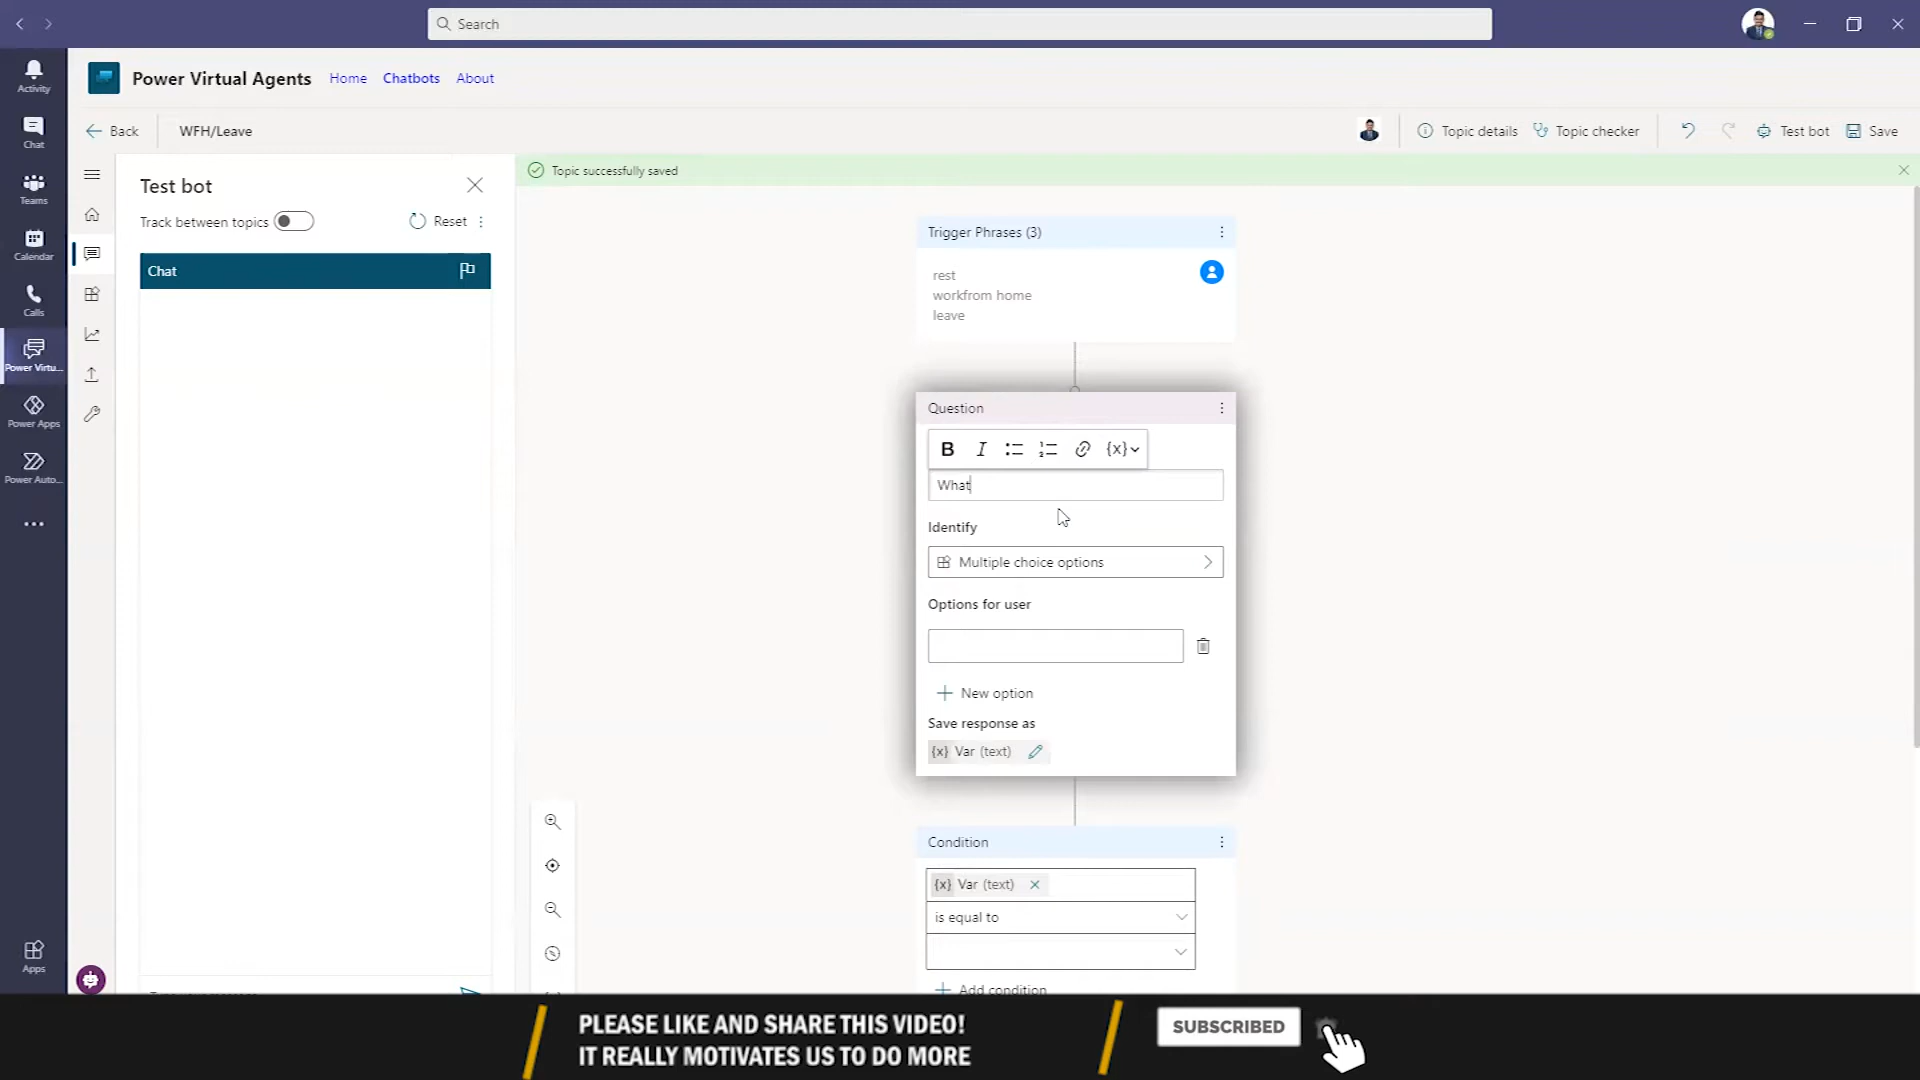 Search
Activity
Chat
Teams
Calendar
Calls
Power Virtu...
Power Apps
Power Auto...
Apps
Power Virtual Agents
Home
Chatbots
About
Back
WFH/Leave
Topic details
Topic checker
Test bot
Save
Test bot
Track between topics
Reset
Chat
Topic successfully saved
Trigger Phrases (3)
rest
workfrom home
leave
Question
B I {x}
What
Identify
Multiple choice options
Options for user
New option
Save response as
{x} Var (text)
Condition
{x} Var (text)
is equal to
Add condition
PLEASE LIKE AND SHARE THIS VIDEO!
IT REALLY MOTIVATES US TO DO MORE
SUBSCRIBED